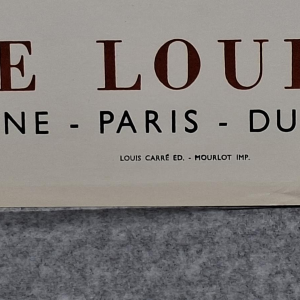 E LOU
NE - PARIS - DU
LOUIS CARRÉ ED. - MOURLOT IMP.